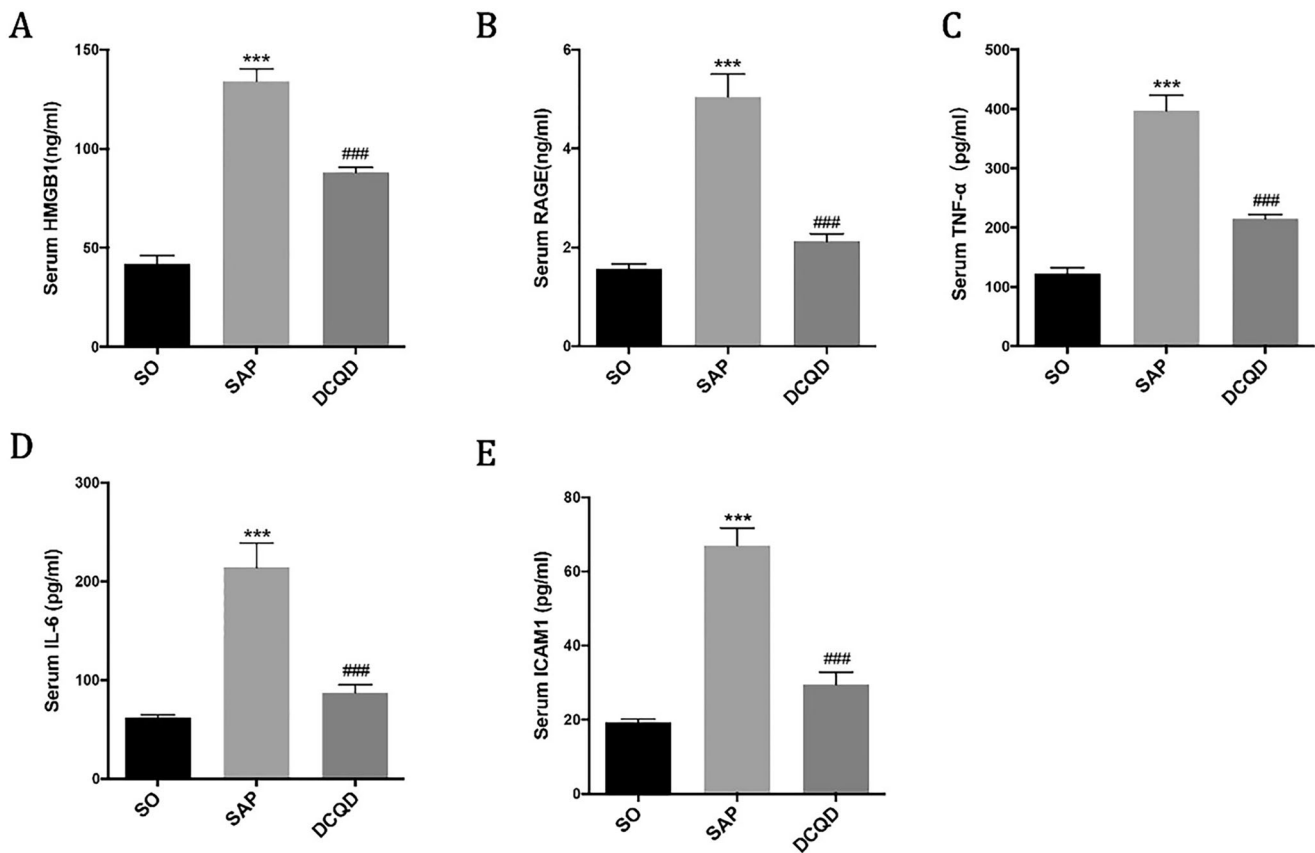 A
Serum HMGB1(ng/ml)
150
100
50
0
***
###
SO
SAP
DCQD
B
Serum RAGE(ng/ml)
6
4
2
0
***
###
SO
SAP
DCQD
C
Serum TNF-α （pg/ml)
500
400
300
200
100
0
***
###
SO
SAP
DCQD
D
Serum IL-6 (pg/ml)
300
200
100
0
***
###
SO
SAP
DCQD
E
Serum ICAM1 (pg/ml)
80
60
40
20
0
***
###
SO
SAP
DCQD